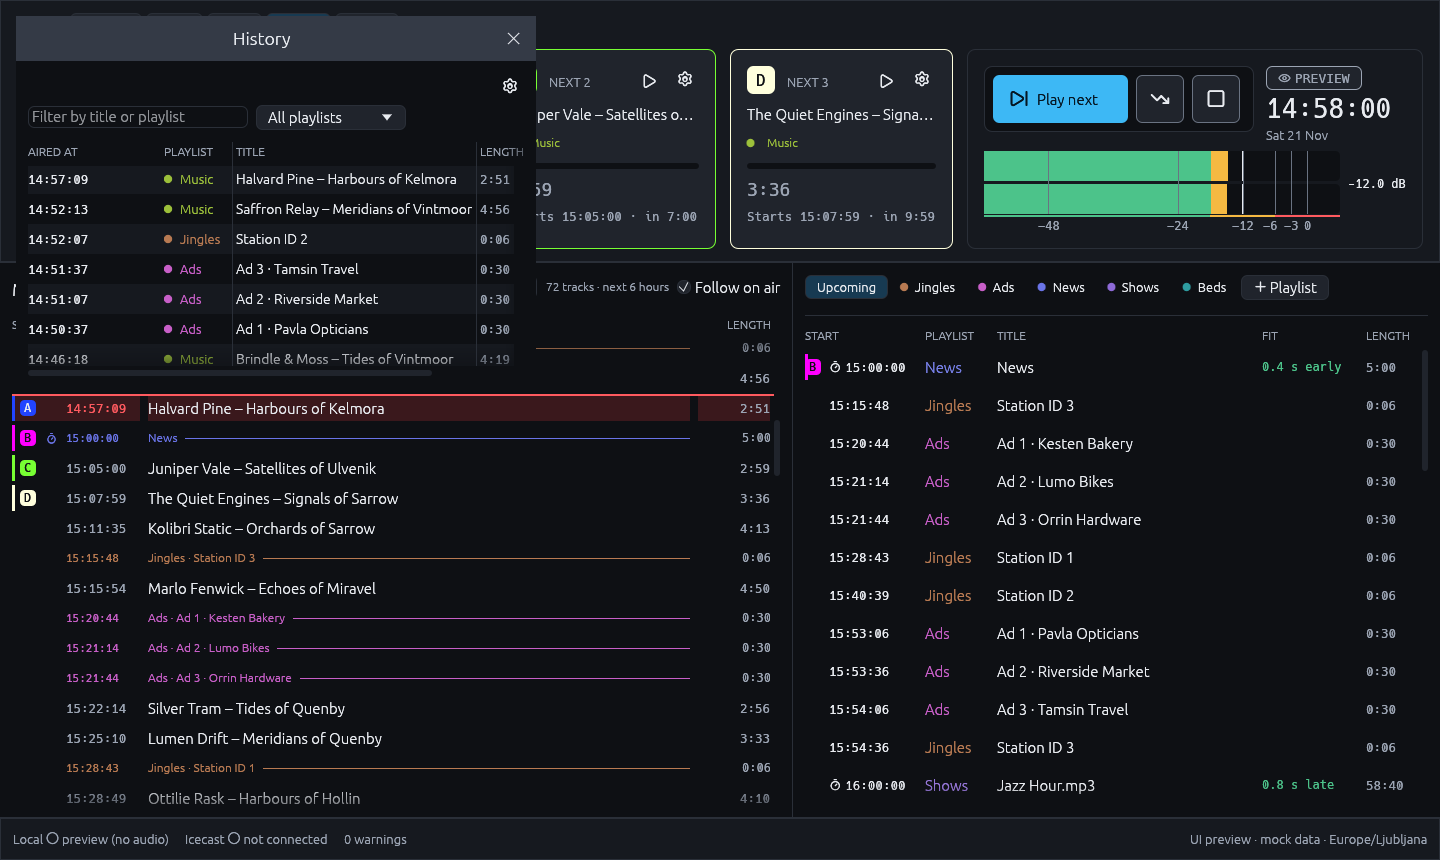 History
Filter by title or playlist
All playlists
AIRED AT PLAYLIST TITLE LENGTH
14:57:09 Music Halvard Pine – Harbours of Kelmora 2:51
14:52:13 Music Saffron Relay – Meridians of Vintmoor 4:56
14:52:07 Jingles Station ID 2 0:06
14:51:37 Ads Ad 3 · Tamsin Travel 0:30
14:51:07 Ads Ad 2 · Riverside Market 0:30
14:50:37 Ads Ad 1 · Pavla Opticians 0:30
14:46:18 Music Brindle & Moss – Tides of Vintmoor 4:19
NEXT 2
per Vale – Satellites o…
Music
59
rts 15:05:00 · in 7:00
D NEXT 3
The Quiet Engines – Signa…
Music
3:36
Starts 15:07:59 · in 9:59
Play next
PREVIEW
14:58:00
Sat 21 Nov
-12.0 dB
-48 -24 -12 -6 -3 0
72 tracks · next 6 hours Follow on air
LENGTH
0:06
4:56
A 14:57:09 Halvard Pine – Harbours of Kelmora 2:51
B 15:00:00 News 5:00
C 15:05:00 Juniper Vale – Satellites of Ulvenik 2:59
D 15:07:59 The Quiet Engines – Signals of Sarrow 3:36
15:11:35 Kolibri Static – Orchards of Sarrow 4:13
15:15:48 Jingles · Station ID 3 0:06
15:15:54 Marlo Fenwick – Echoes of Miravel 4:50
15:20:44 Ads · Ad 1 · Kesten Bakery 0:30
15:21:14 Ads · Ad 2 · Lumo Bikes 0:30
15:21:44 Ads · Ad 3 · Orrin Hardware 0:30
15:22:14 Silver Tram – Tides of Quenby 2:56
15:25:10 Lumen Drift – Meridians of Quenby 3:33
15:28:43 Jingles · Station ID 1 0:06
15:28:49 Ottilie Rask – Harbours of Hollin 4:10
Upcoming Jingles Ads News Shows Beds + Playlist
START PLAYLIST TITLE FIT LENGTH
B 15:00:00 News News 0.4 s early 5:00
15:15:48 Jingles Station ID 3 0:06
15:20:44 Ads Ad 1 · Kesten Bakery 0:30
15:21:14 Ads Ad 2 · Lumo Bikes 0:30
15:21:44 Ads Ad 3 · Orrin Hardware 0:30
15:28:43 Jingles Station ID 1 0:06
15:40:39 Jingles Station ID 2 0:06
15:53:06 Ads Ad 1 · Pavla Opticians 0:30
15:53:36 Ads Ad 2 · Riverside Market 0:30
15:54:06 Ads Ad 3 · Tamsin Travel 0:30
15:54:36 Jingles Station ID 3 0:06
16:00:00 Shows Jazz Hour.mp3 0.8 s late 58:40
Local preview (no audio) Icecast not connected 0 warnings
UI preview · mock data · Europe/Ljubljana